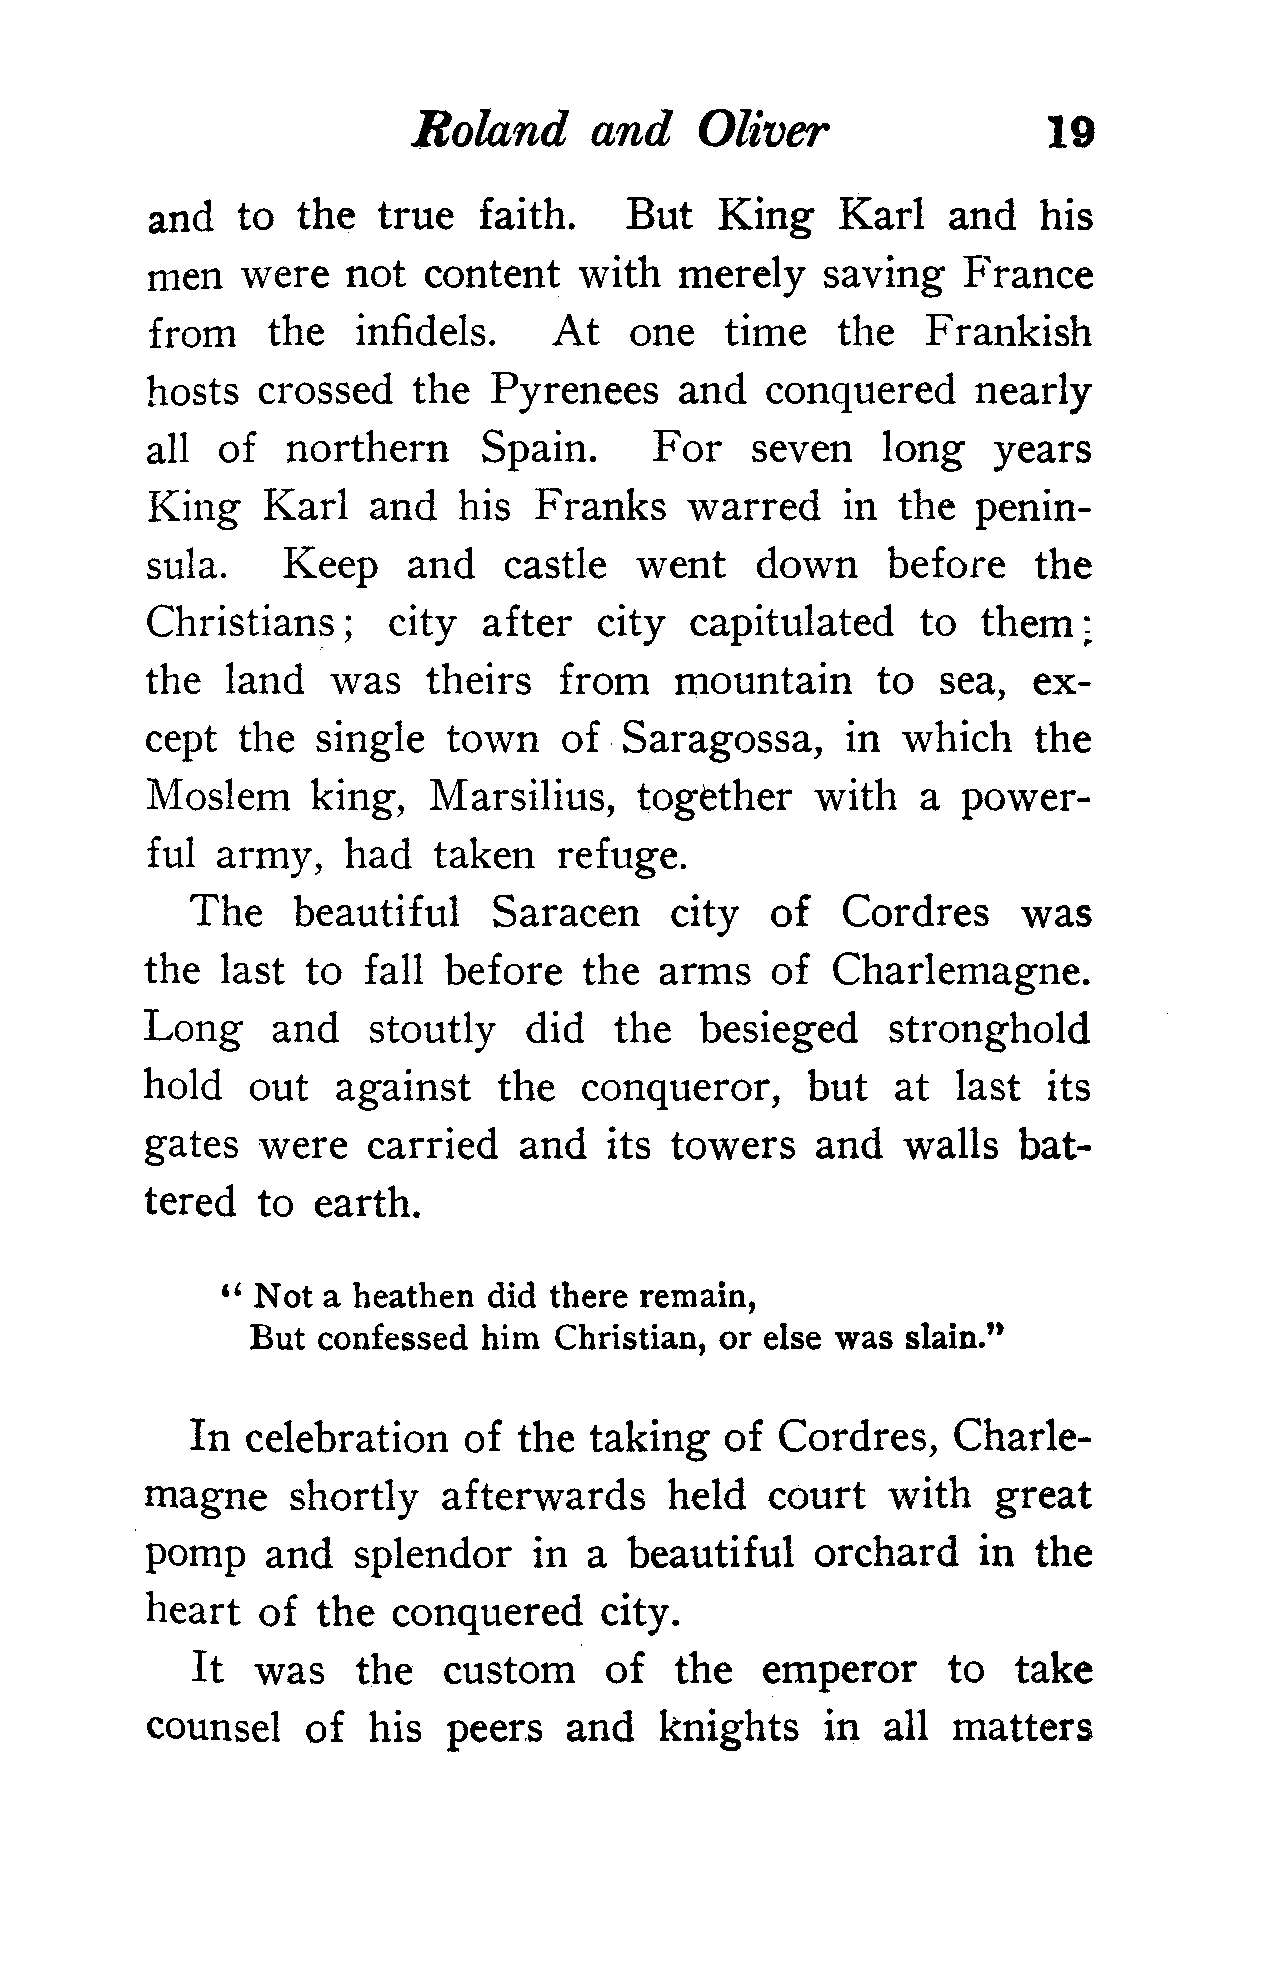 Roland and Oliver 19
and to the true faith. But King Karl and his
men were not content with merely saving France
from the infidels. At one time the Frankish
hosts crossed the Pyrenees and conquered nearly
all of northern Spain. For seven long years
King Karl and his Franks warred in the penin-
sula. Keep and castle went down before the
Christians; city after city capitulated to them;
the land was theirs from mountain to sea, ex-
cept the single town of Saragossa, in which the
Moslem king, Marsilius, together with a power-
ful army, had taken refuge.
The beautiful Saracen city of Cordres was
the last to fall before the arms of Charlemagne.
Long and stoutly did the besieged stronghold
hold out against the conqueror, but at last its
gates were carried and its towers and walls bat-
tered to earth.
“ Not a heathen did there remain,
But confessed him Christian, or else was slain.”
In celebration of the taking of Cordres, Charle-
magne shortly afterwards held court with great
pomp and splendor in a beautiful orchard in the
heart of the conquered city.
It was the custom of the emperor to take
counsel of his peers and knights in all matters